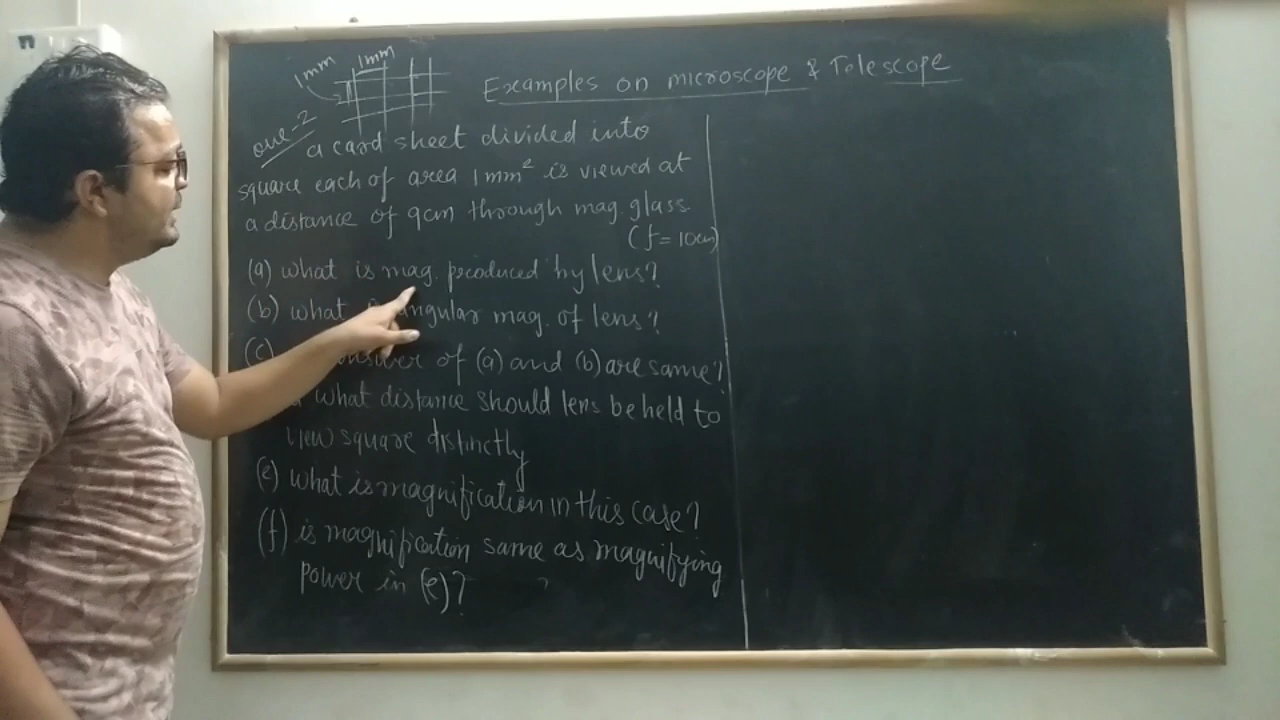 1mm 1mm
Examples on microscope & Telescope
que-2
a card sheet divided into
square each of area 1mm² is viewed at
a distance of 9cm through mag. glass
(f=10cm)
(a) what is mag. produced by lens?
(b) what is angular mag. of lens?
(c) answer of (a) and (b) are same?
what distance should lens be held to
view square distinctly
(e) what is magnification in this case?
(f) is magnification same as magnifying
power in (e)?